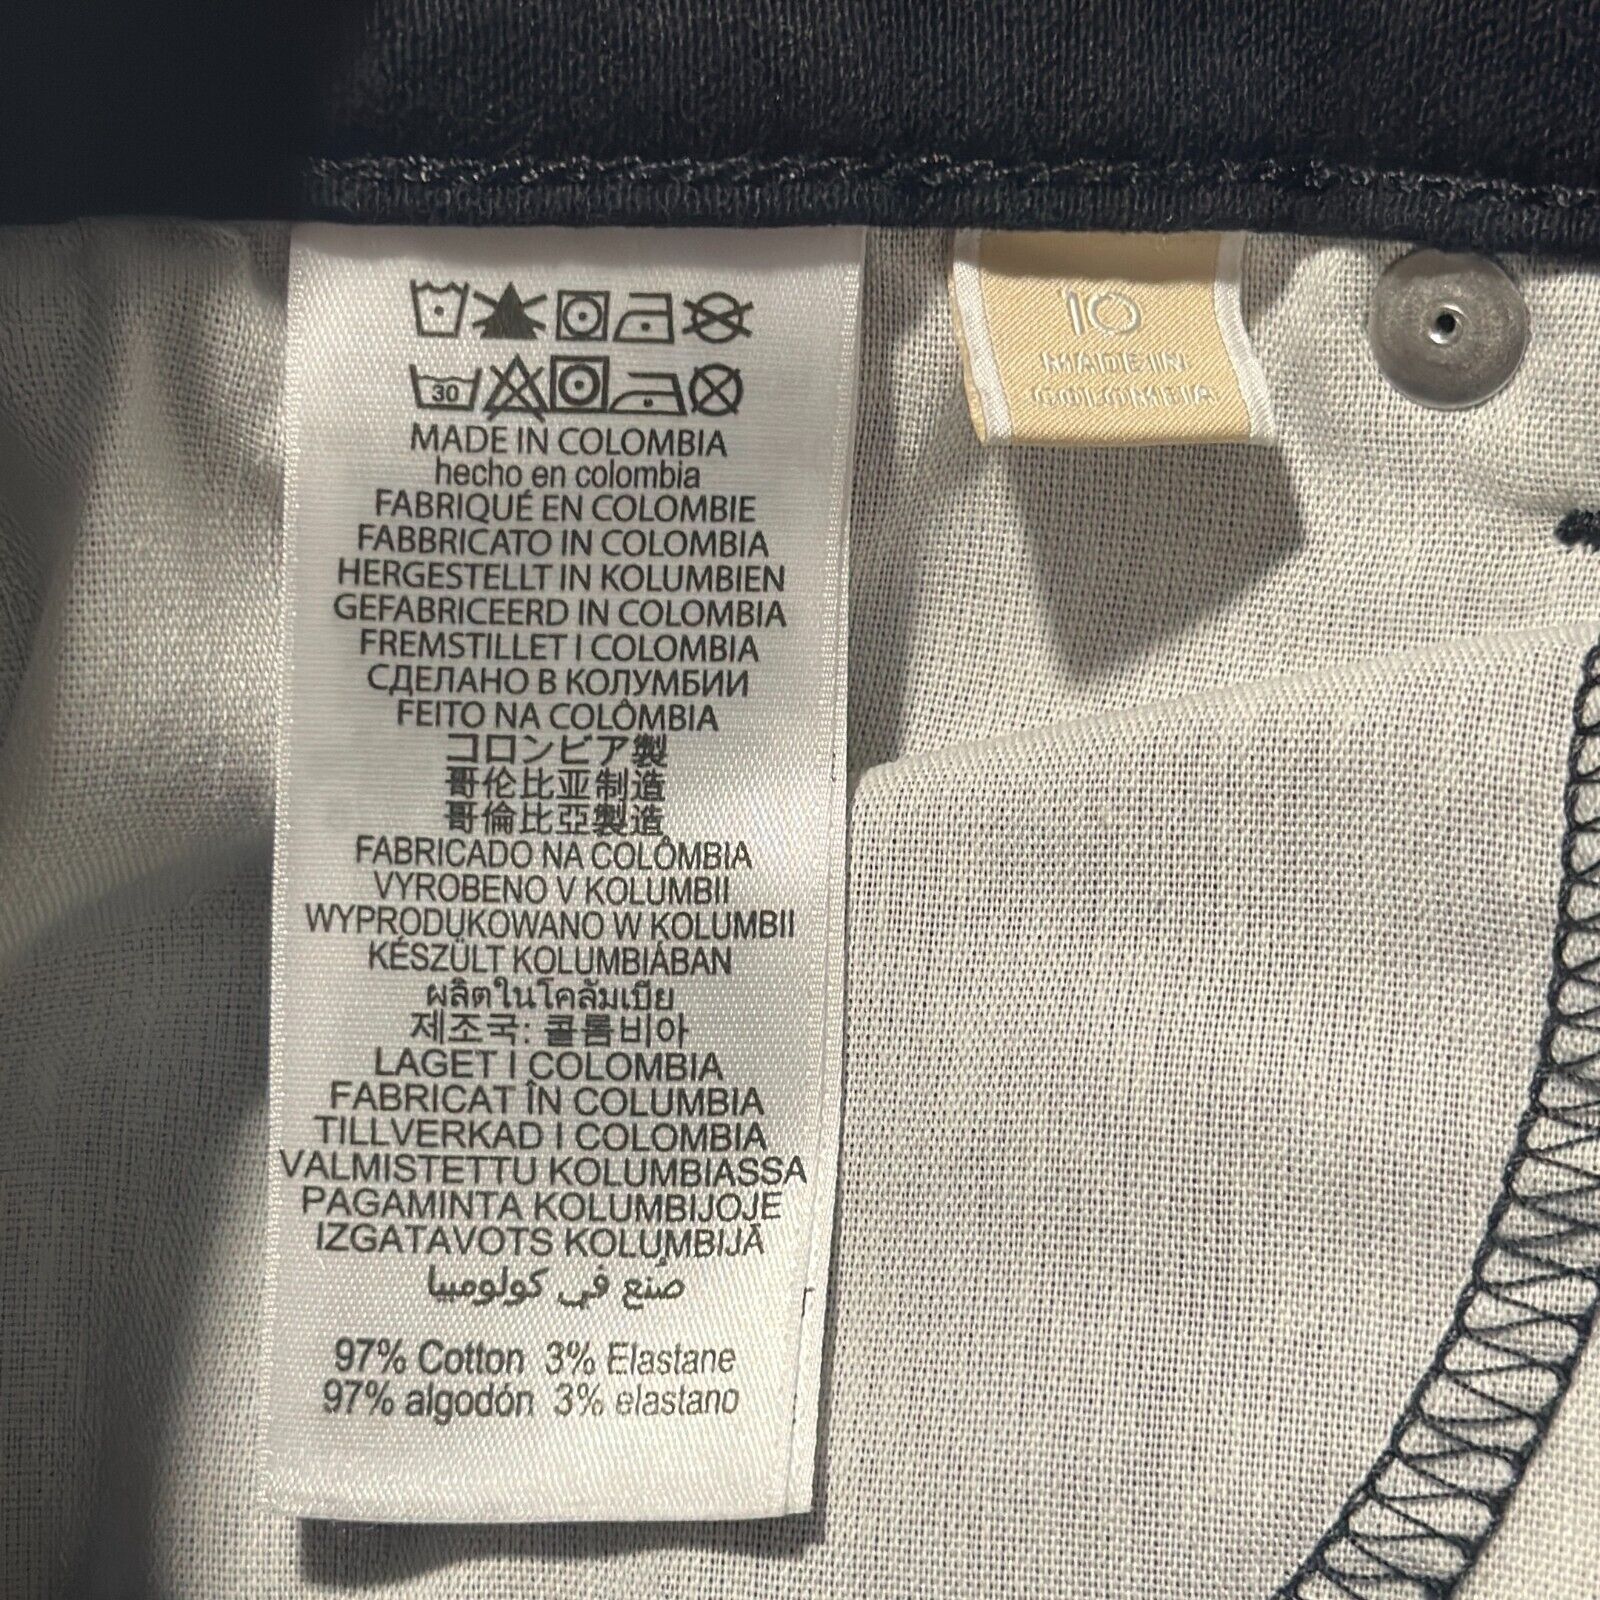 30
MADE IN COLOMBIA
hecho en colombia
FABRIQUÉ EN COLOMBIE
FABBRICATO IN COLOMBIA
HERGESTELLT IN KOLUMBIEN
GEFABRICEERD IN COLOMBIA
FREMSTILLET I COLOMBIA
СДЕЛАНО В КОЛУМБИИ
FEITO NA COLÔMBIA
コロンビア製
哥伦比亚制造
哥倫比亞製造
FABRICADO NA COLÔMBIA
VYROBENO V KOLUMBII
WYPRODUKOWANO W KOLUMBII
KÉSZÜLT KOLUMBIÁBAN
ผลิตในโคลัมเบีย
제조국: 콜롬비아
LAGET I COLOMBIA
FABRICAT ÎN COLUMBIA
TILLVERKAD I COLOMBIA
VALMISTETTU KOLUMBIASSA
PAGAMINTA KOLUMBIJOJE
IZGATAVOTS KOLUMBIJĀ
صُنع في كولومبيا
97% Cotton 3% Elastane
97% algodón 3% elastano
10
MADE IN
COLOMBIA